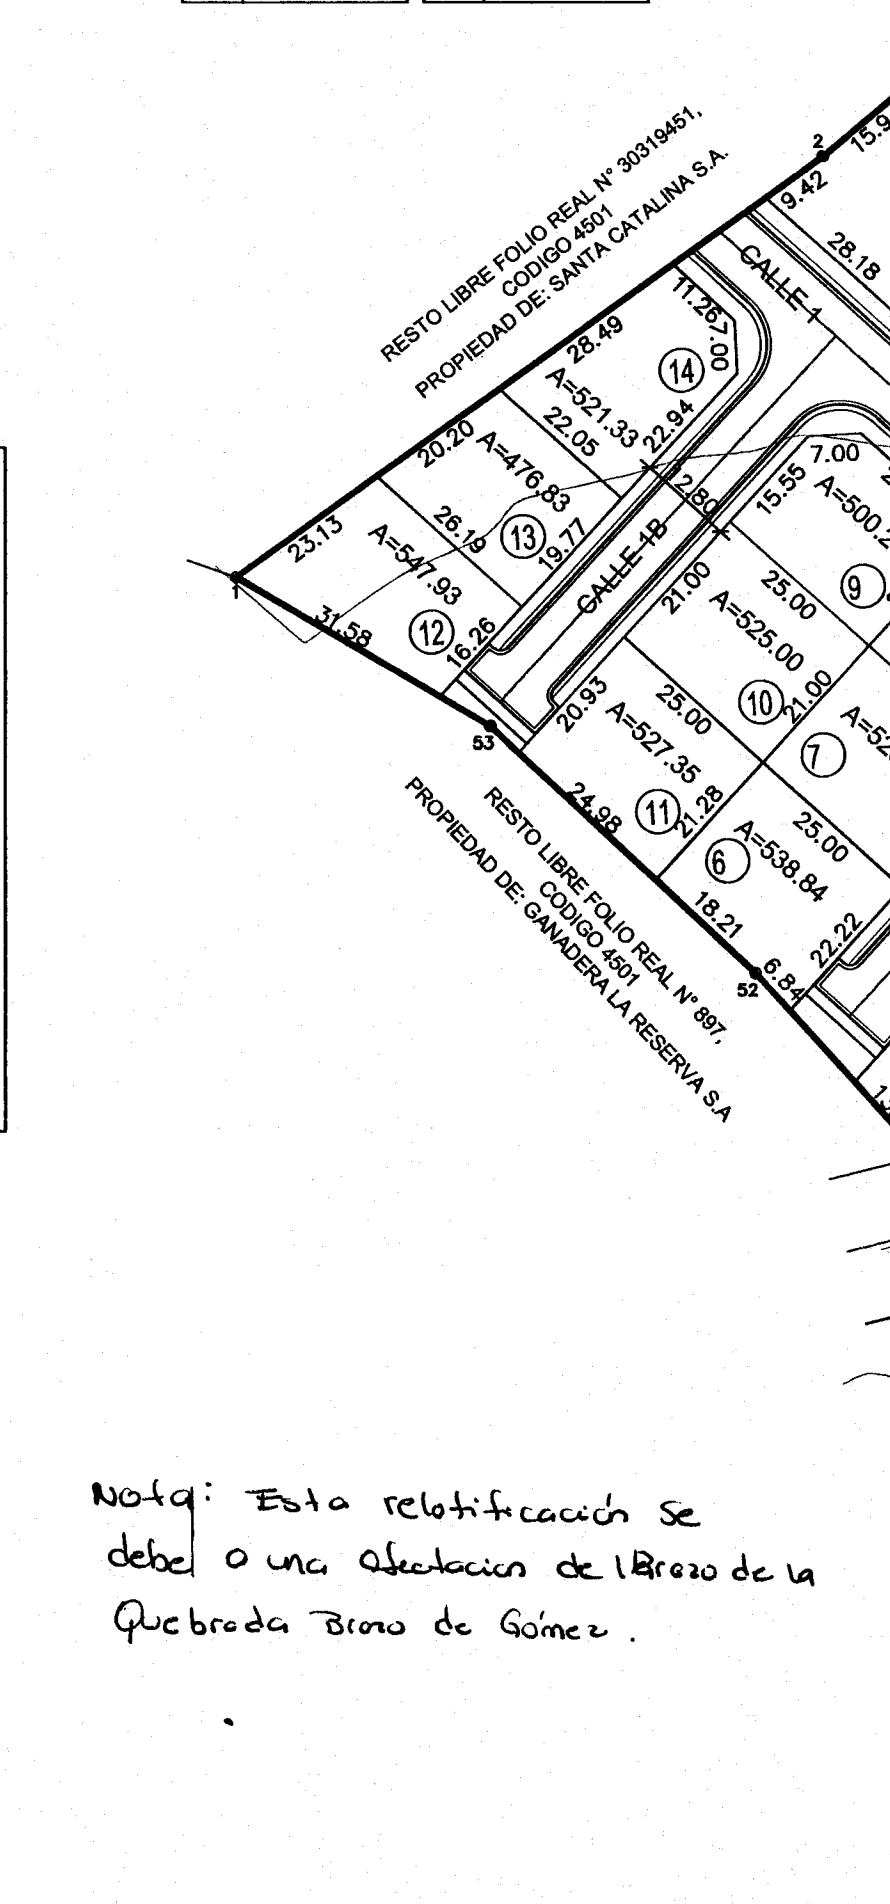 RESTO LIBRE FOLIO REAL N° 30319451,
CODIGO 4501
PROPIEDAD DE: SANTA CATALINA S.A.
2
15.9
9.42
28.18
CALLE 1
11.26
7.00
28.49
14
A=521.33
22.05
22.94
20.20
A=476.83
26.19
13
19.77
23.13
A=547.93
12
16.26
1
31.58
12.80
CALLE 1B
7.00
15.55
A=500.2
9
25.00
21.00
A=525.00
10
21.00
25.00
20.93
A=527.35
11
21.28
24.98
53
7
A=52
25.00
6
A=538.84
18.21
22.22
6.84
52
13
RESTO LIBRE FOLIO REAL N° 897,
CODIGO 4501
PROPIEDAD DE: GANADERA LA RESERVA S.A
Nota: Esta relotificación se
debe a una afectacion del Brazo de la
Quebrada Brazo de Gómez.